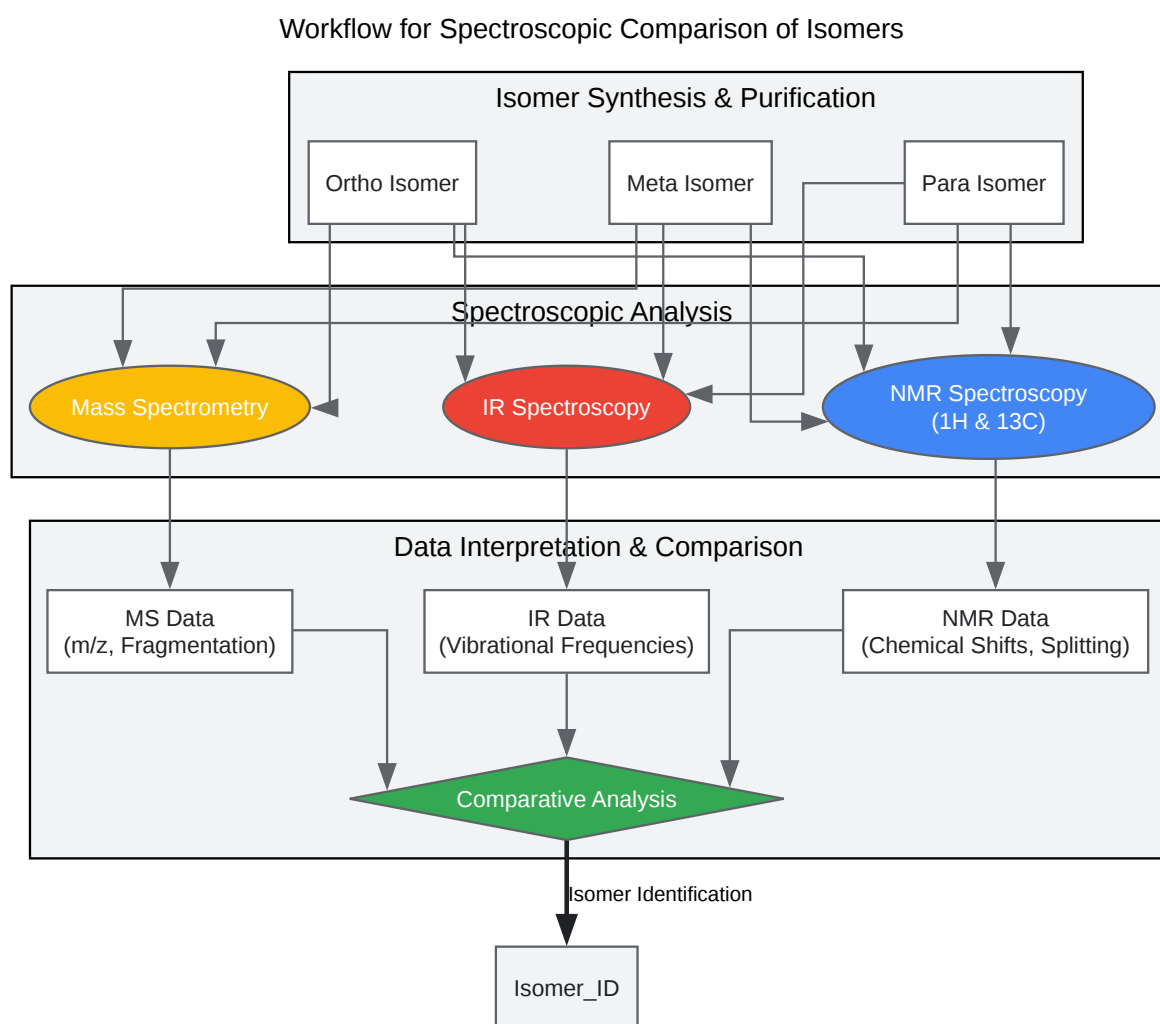 Workflow for Spectroscopic Comparison of Isomers
Isomer Synthesis & Purification
Ortho Isomer
Meta Isomer
Para Isomer
Spectroscopic Analysis
Mass Spectrometry
IR Spectroscopy
NMR Spectroscopy
(1H & 13C)
Data Interpretation & Comparison
MS Data
(m/z, Fragmentation)
IR Data
(Vibrational Frequencies)
NMR Data
(Chemical Shifts, Splitting)
Comparative Analysis
Isomer Identification
Isomer_ID